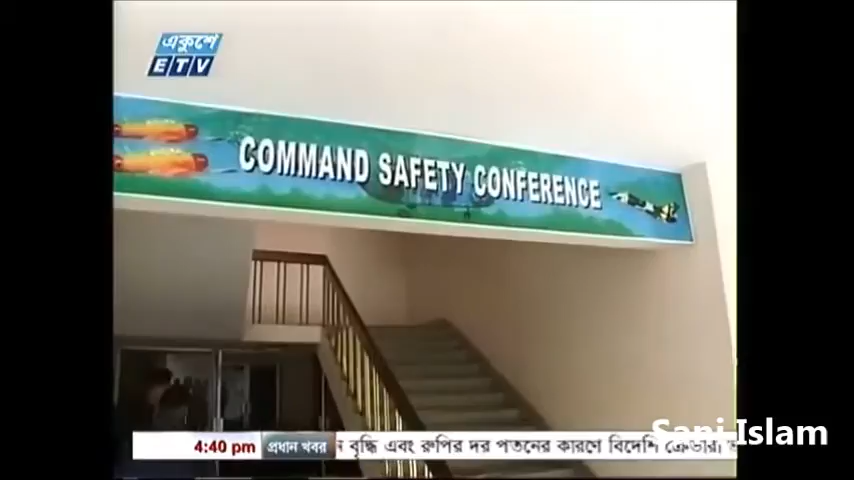 একুশে
ETV
COMMAND SAFETY CONFERENCE
Sani Islam
4:40 pm প্রধান খবর ন বৃদ্ধি এবং রুপির দর পতনের কারণে বিদেশি ক্রেতারা